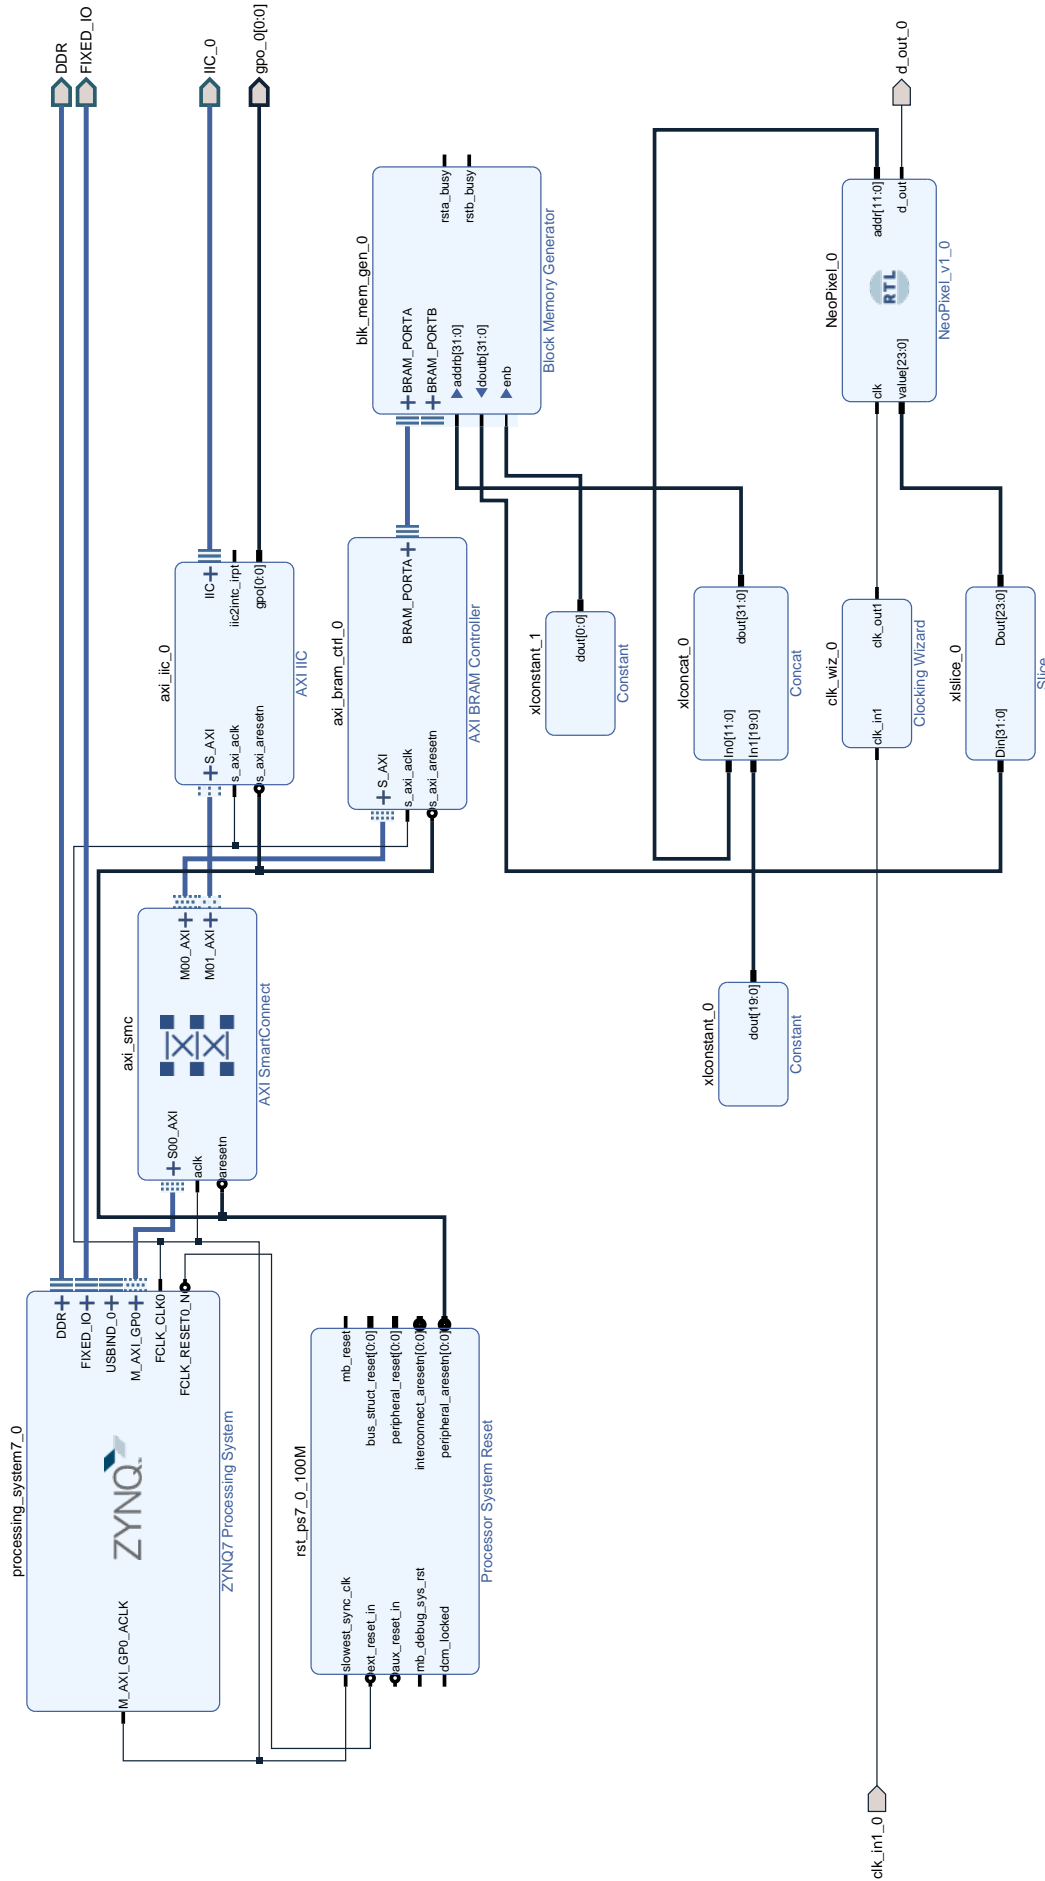 processing_system7_0
M_AXI_GP0_ACLK
ZYNQ
DDR
FIXED_IO
USBIND_0
M_AXI_GP0
FCLK_CLK0
FCLK_RESET0_N
ZYNQ7 Processing System
rst_ps7_0_100M
slowest_sync_clk
ext_reset_in
aux_reset_in
mb_debug_sys_rst
dcm_locked
mb_reset
bus_struct_reset[0:0]
peripheral_reset[0:0]
interconnect_aresetn[0:0]
peripheral_aresetn[0:0]
Processor System Reset
axi_smc
S00_AXI
aclk
aresetn
M00_AXI
M01_AXI
AXI SmartConnect
axi_iic_0
S_AXI
s_axi_aclk
s_axi_aresetn
IIC
iic2intc_irpt
gpo[0:0]
AXI IIC
axi_bram_ctrl_0
S_AXI
s_axi_aclk
s_axi_aresetn
BRAM_PORTA
AXI BRAM Controller
blk_mem_gen_0
BRAM_PORTA
BRAM_PORTB
addrb[31:0]
doutb[31:0]
enb
rsta_busy
rstb_busy
Block Memory Generator
DDR
FIXED_IO
IIC_0
gpo_0[0:0]
xlconstant_1
dout[0:0]
Constant
xlconstant_0
dout[19:0]
Constant
xlconcat_0
In0[11:0]
In1[19:0]
dout[31:0]
Concat
clk_in1_0
clk_wiz_0
clk_in1
clk_out1
Clocking Wizard
xlslice_0
Din[31:0]
Dout[23:0]
Slice
NeoPixel_0
clk
value[23:0]
RTL
addr[11:0]
d_out
NeoPixel_v1_0
d_out_0